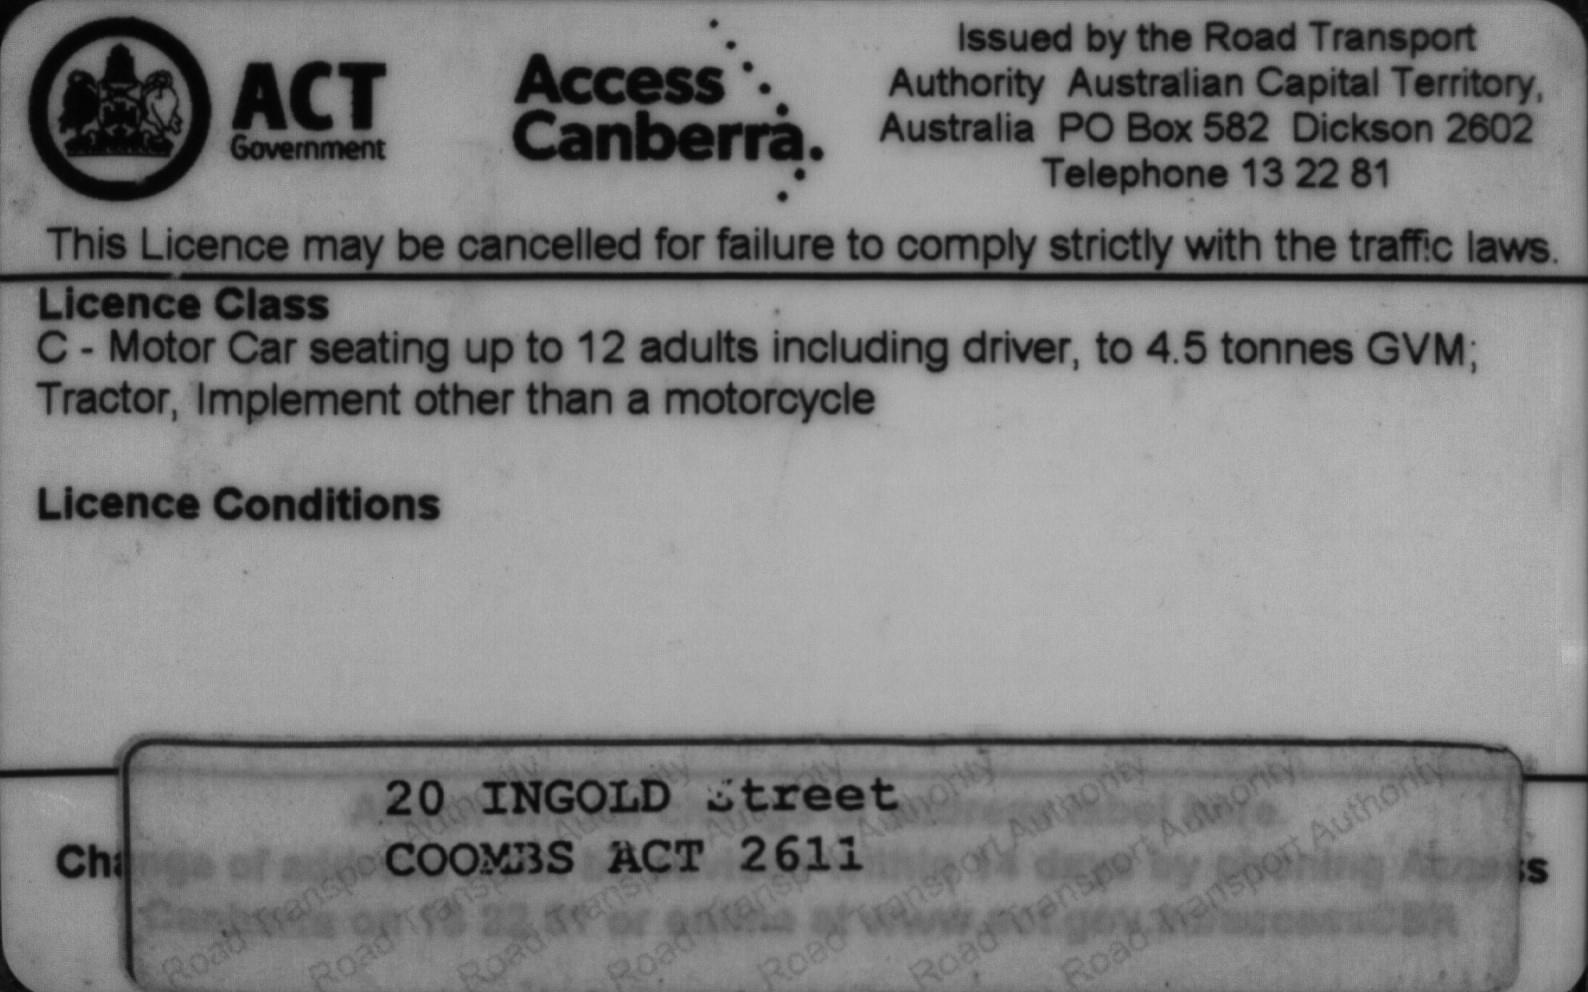 ACT
Government
Access
Canberra.
Issued by the Road Transport
Authority Australian Capital Territory,
Australia PO Box 582 Dickson 2602
Telephone 13 22 81
This Licence may be cancelled for failure to comply strictly with the traffic laws.
Licence Class
C - Motor Car seating up to 12 adults including driver, to 4.5 tonnes GVM;
Tractor, Implement other than a motorcycle
Licence Conditions
20 INGOLD Street
COOMBS ACT 2611
Road Transport Authority Road Transport Authority Road Transport Authority Road Transport Authority Road Transport Authority Road Transport Authority Road Transport Authority